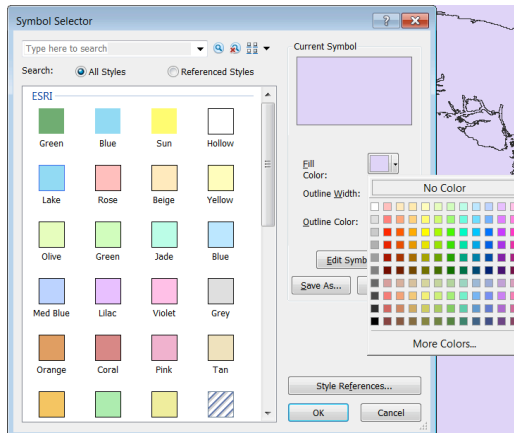 Symbol Selector
Type here to search
Search:
All Styles
Referenced Styles
ESRI
Green
Blue
Sun
Hollow
Lake
Rose
Beige
Yellow
Olive
Green
Jade
Blue
Med Blue
Lilac
Violet
Grey
Orange
Coral
Pink
Tan
Current Symbol
Fill
Color:
Outline Width:
Outline Color:
No Color
More Colors...
Edit Symb
Save As...
Style References...
OK
Cancel